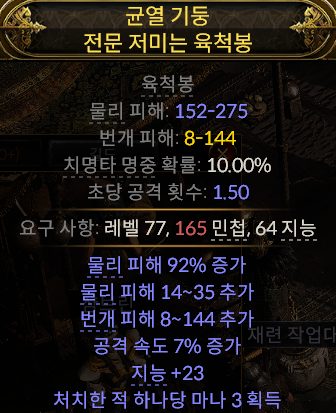 균열 기둥
전문 저미는 육척봉
육척봉
물리 피해: 152-275
번개 피해: 8-144
치명타 명중 확률: 10.00%
초당 공격 횟수: 1.50
요구 사항: 레벨 77, 165 민첩, 64 지능
물리 피해 92% 증가
물리 피해 14~35 추가
번개 피해 8~144 추가
공격 속도 7% 증가
지능 +23
처치한 적 하나당 마나 3 획득
재련 작업대